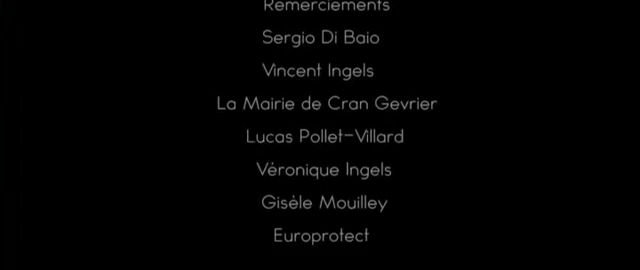 Remerciements
Sergio Di Baio
Vincent Ingels
La Mairie de Cran Gevrier
Lucas Pollet-Villard
Véronique Ingels
Gisèle Mouilley
Europrotect